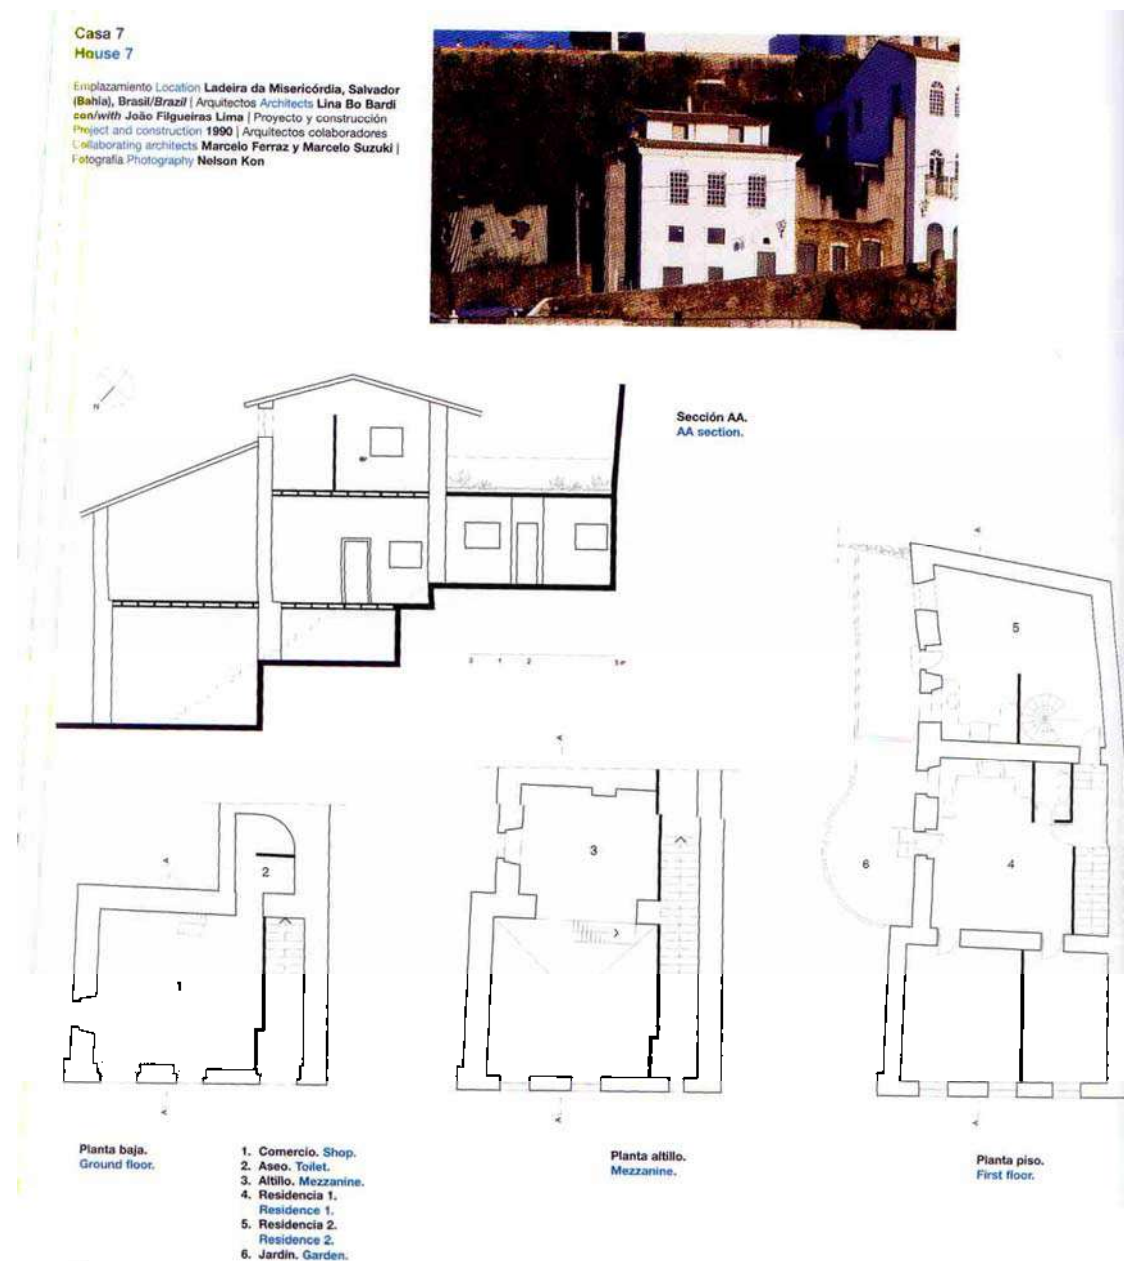 Casa 7
House 7
Emplazamiento Location Ladeira da Misericórdia, Salvador
(Bahia), Brasil/Brazil | Arquitectos Architects Lina Bo Bardi
con/with João Filgueiras Lima | Proyecto y construcción
Project and construction 1990 | Arquitectos colaboradores
Collaborating architects Marcelo Ferraz y Marcelo Suzuki |
Fotografía Photography Nelson Kon
N
Sección AA.
AA section.
0 1 2 5 m
A
5
A
A
3
4
6
2
1
A
A
A
Planta baja.
Ground floor.
1. Comercio. Shop.
2. Aseo. Toilet.
3. Altillo. Mezzanine.
4. Residencia 1.
Residence 1.
5. Residencia 2.
Residence 2.
6. Jardín. Garden.
Planta altillo.
Mezzanine.
Planta piso.
First floor.